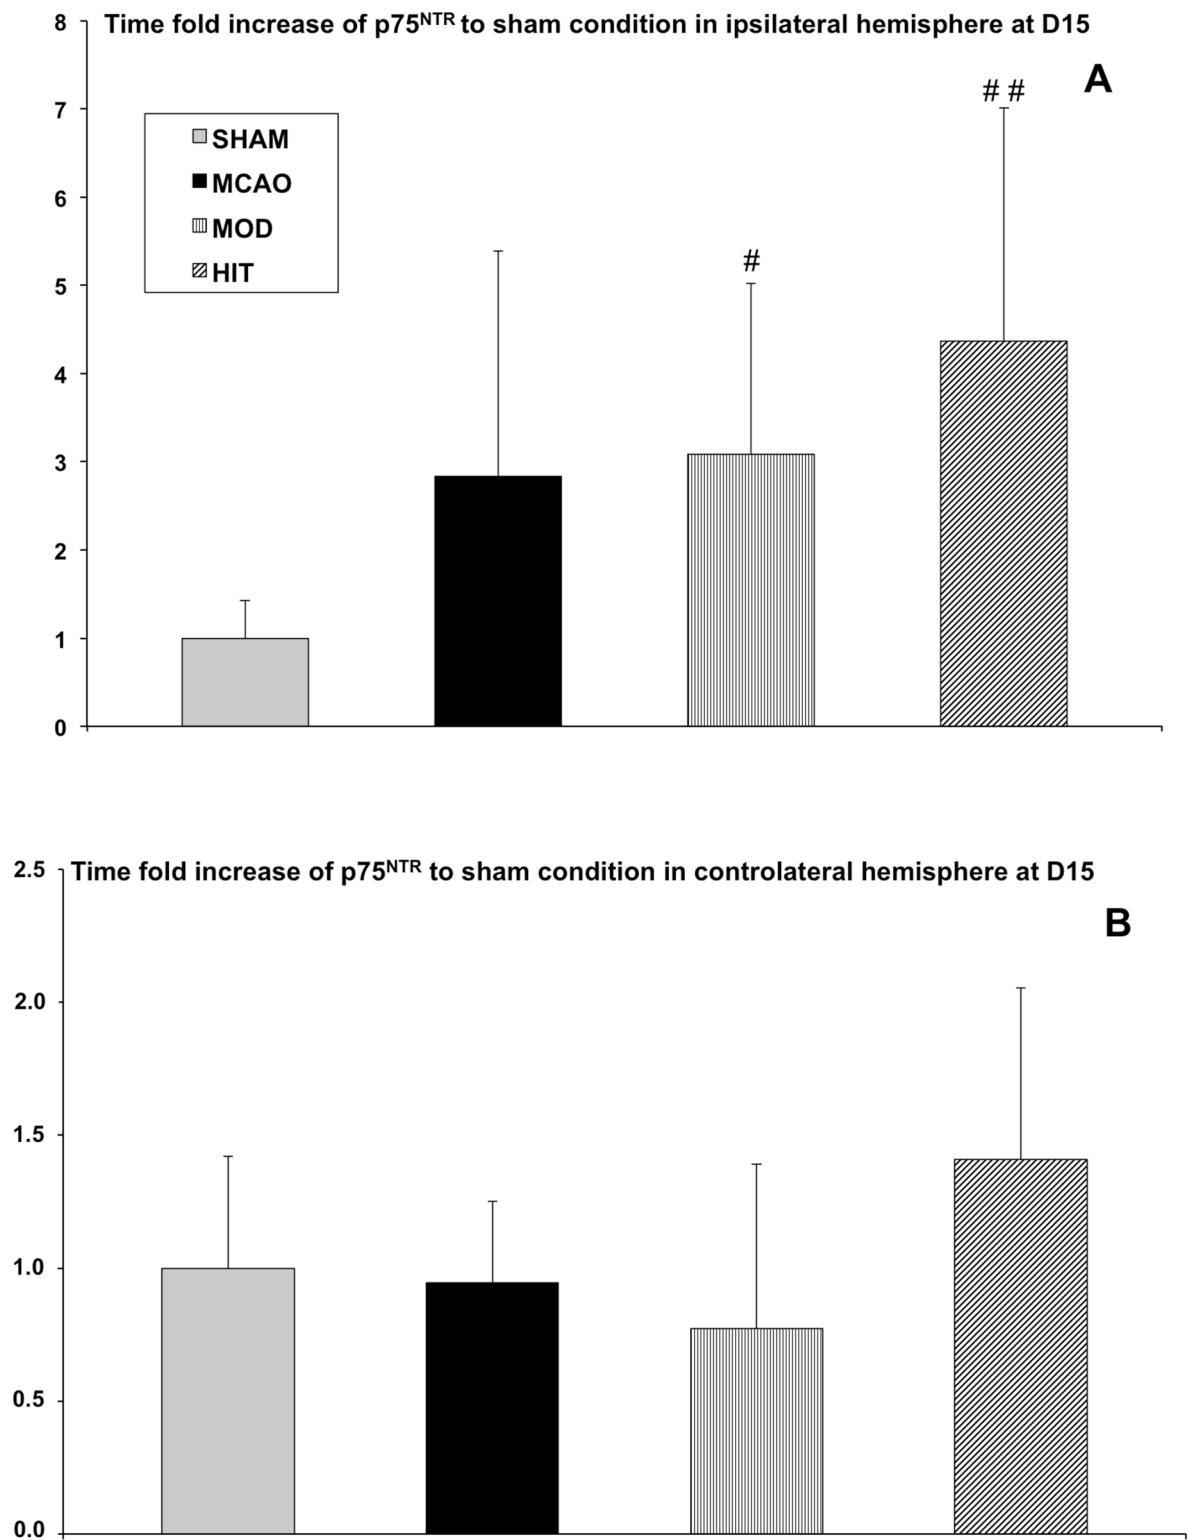 8
Time fold increase of p75NTR to sham condition in ipsilateral hemisphere at D15
A
# #
7
SHAM
MCAO
MOD
HIT
6
#
5
4
3
2
1
0
2.5
Time fold increase of p75NTR to sham condition in controlateral hemisphere at D15
B
2.0
1.5
1.0
0.5
0.0